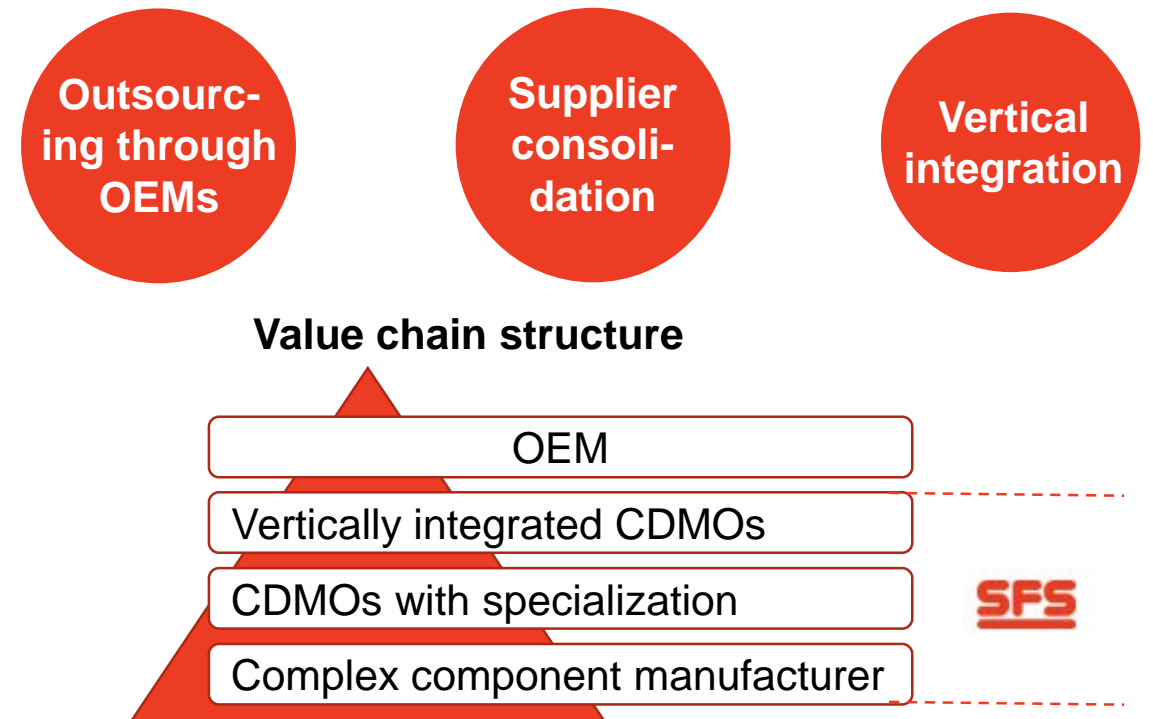 Outsourc-
ing through
OEMs
Supplier
consoli-
dation
Vertical
integration
Value chain structure
OEM
Vertically integrated CDMOs
CDMOs with specialization
SFS
Complex component manufacturer